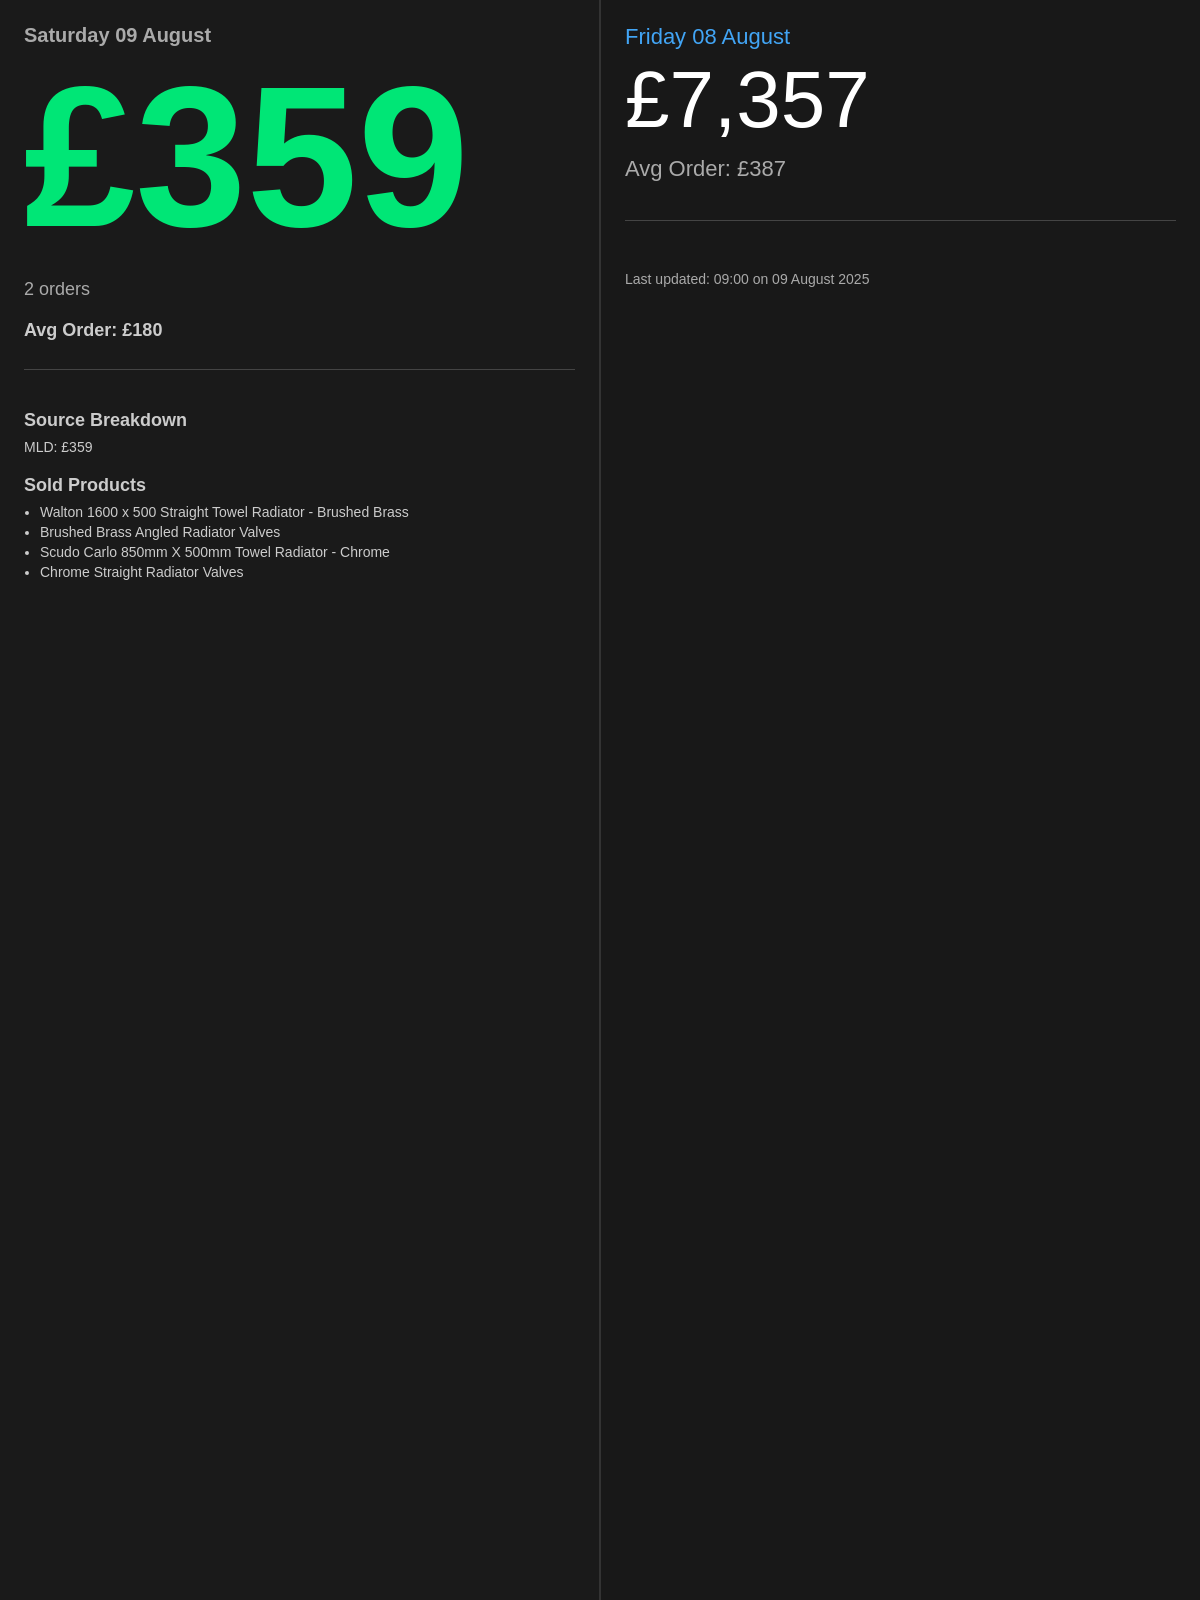 Saturday 09 August
£359
2 orders
Avg Order: £180
Source Breakdown
MLD: £359
Sold Products
Walton 1600 x 500 Straight Towel Radiator - Brushed Brass
Brushed Brass Angled Radiator Valves
Scudo Carlo 850mm X 500mm Towel Radiator - Chrome
Chrome Straight Radiator Valves
Friday 08 August
£7,357
Avg Order: £387
Last updated: 09:00 on 09 August 2025